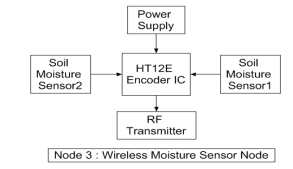 Power
Supply
Soil
Moisture
Sensor2
HT12E
Encoder IC
Soil
Moisture
Sensor1
RF
Transmitter
Node 3 : Wireless Moisture Sensor Node